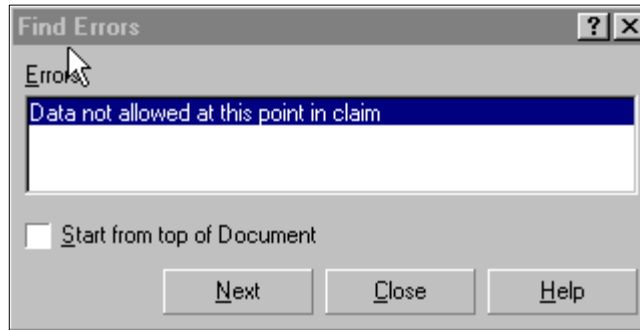 Find Errors
Errors
Data not allowed at this point in claim
Start from top of Document
Next Close Help